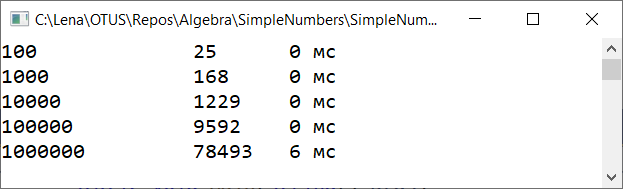 C:\Lena\OTUS\Repos\Algebra\SimpleNumbers\SimpleNum...
100 25 0 мс
1000 168 0 мс
10000 1229 0 мс
100000 9592 0 мс
1000000 78493 6 мс